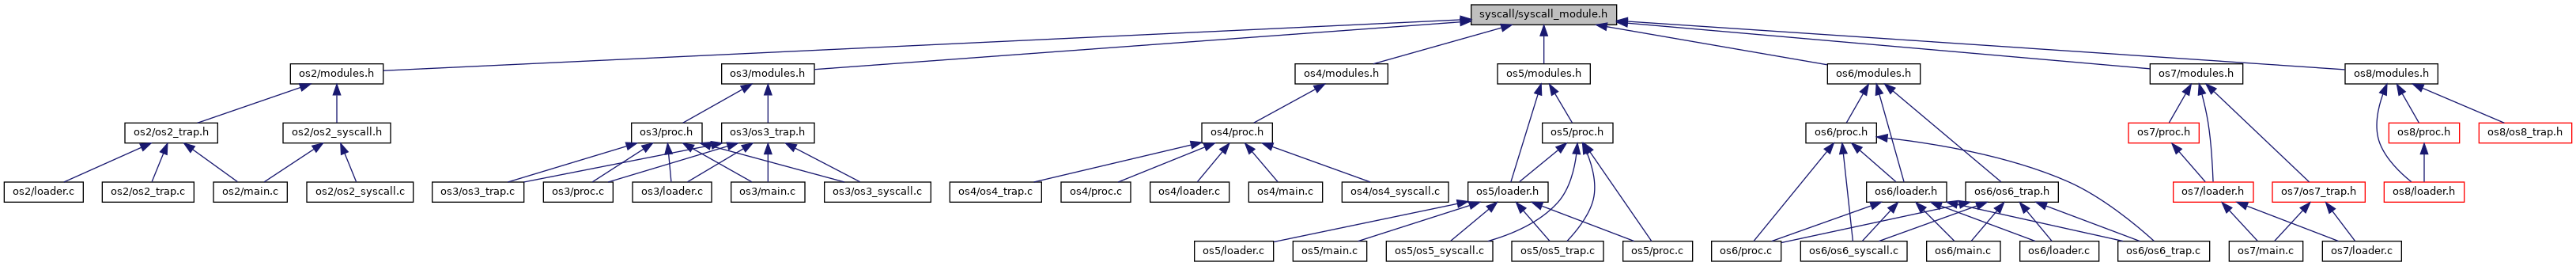 syscall/syscall_module.h
os2/modules.h
os3/modules.h
os4/modules.h
os5/modules.h
os6/modules.h
os7/modules.h
os8/modules.h
os2/os2_trap.h
os2/os2_syscall.h
os3/proc.h
os3/os3_trap.h
os4/proc.h
os5/proc.h
os6/proc.h
os7/proc.h
os8/proc.h
os8/os8_trap.h
os2/loader.c
os2/os2_trap.c
os2/main.c
os2/os2_syscall.c
os3/os3_trap.c
os3/proc.c
os3/loader.c
os3/main.c
os3/os3_syscall.c
os4/os4_trap.c
os4/proc.c
os4/loader.c
os4/main.c
os4/os4_syscall.c
os5/loader.h
os6/loader.h
os6/os6_trap.h
os7/loader.h
os7/os7_trap.h
os8/loader.h
os5/loader.c
os5/main.c
os5/os5_syscall.c
os5/os5_trap.c
os5/proc.c
os6/proc.c
os6/os6_syscall.c
os6/main.c
os6/loader.c
os6/os6_trap.c
os7/main.c
os7/loader.c